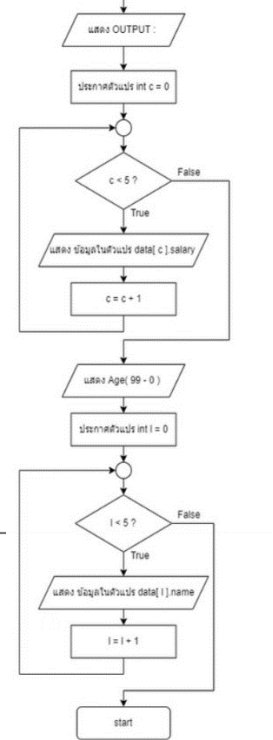 แสดง OUTPUT :
ประกาศตัวแปร int c = 0
c < 5 ?
False
True
แสดง ข้อมูลในตัวแปร data[ c ].salary
c = c + 1
แสดง Age( 99 - 0 )
ประกาศตัวแปร int l = 0
l < 5 ?
False
True
แสดง ข้อมูลในตัวแปร data[ l ].name
l = l + 1
start